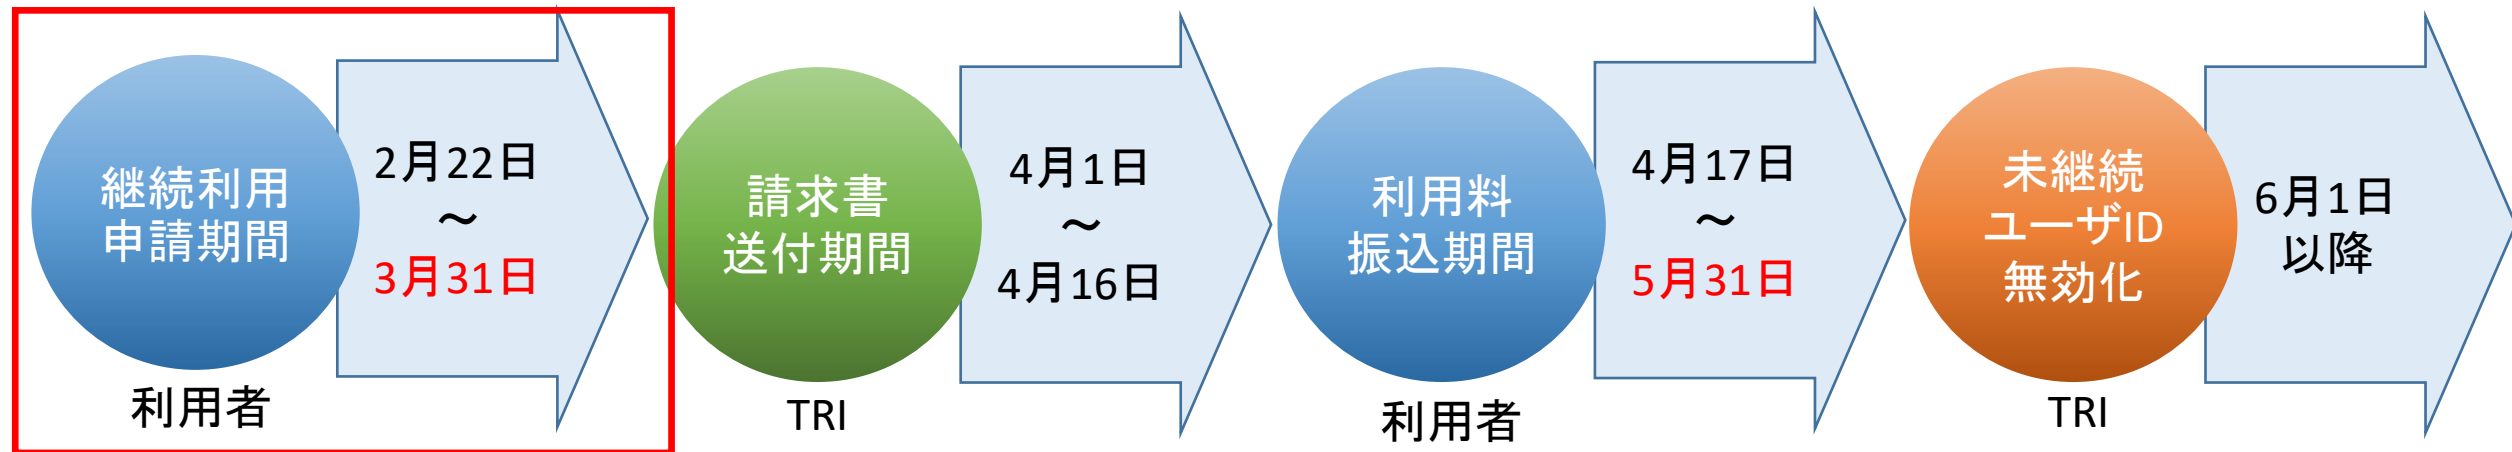 継続利用
申請期間
利用者
2月22日
～
3月31日
請求書
送付期間
TRI
4月1日
～
4月16日
利用料
振込期間
利用者
4月17日
～
5月31日
未継続
ユーザID
無効化
TRI
6月1日
以降